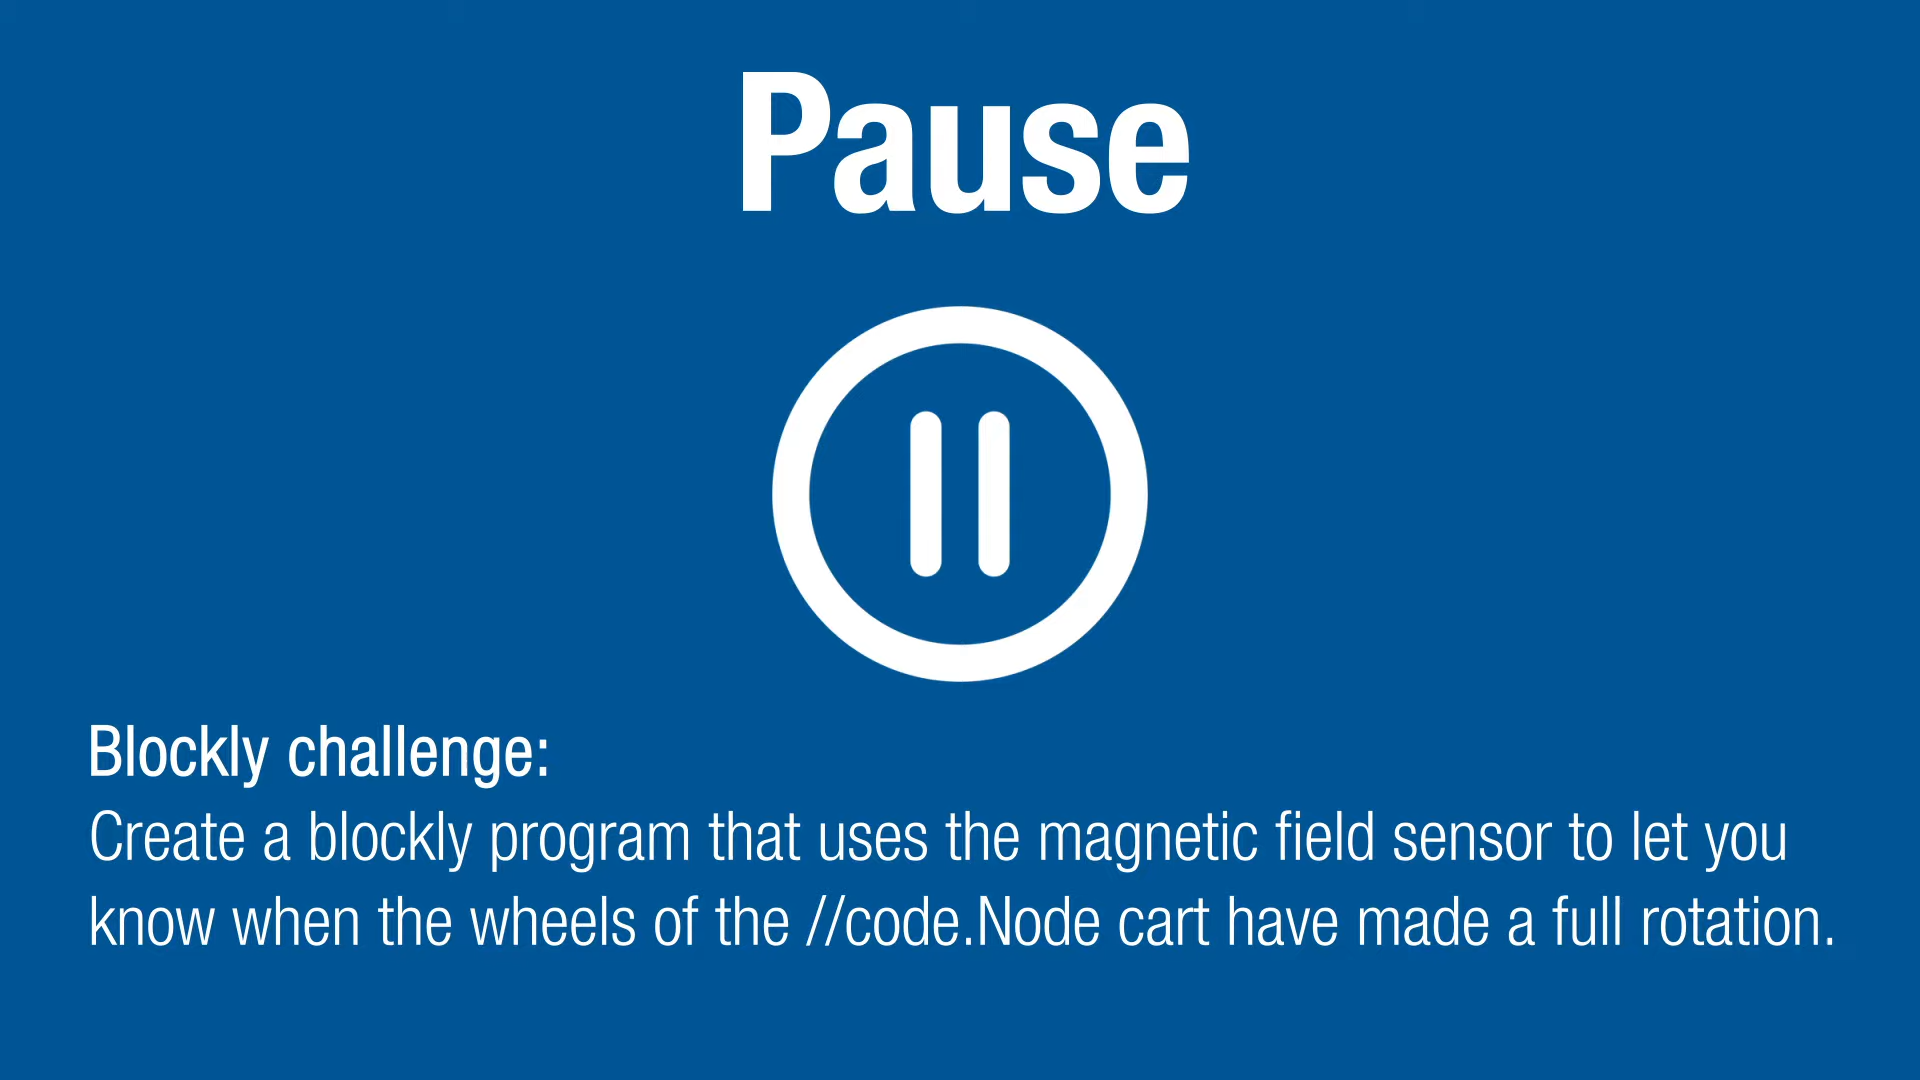 Pause
Blockly challenge:
Create a blockly program that uses the magnetic field sensor to let you
know when the wheels of the //code.Node cart have made a full rotation.